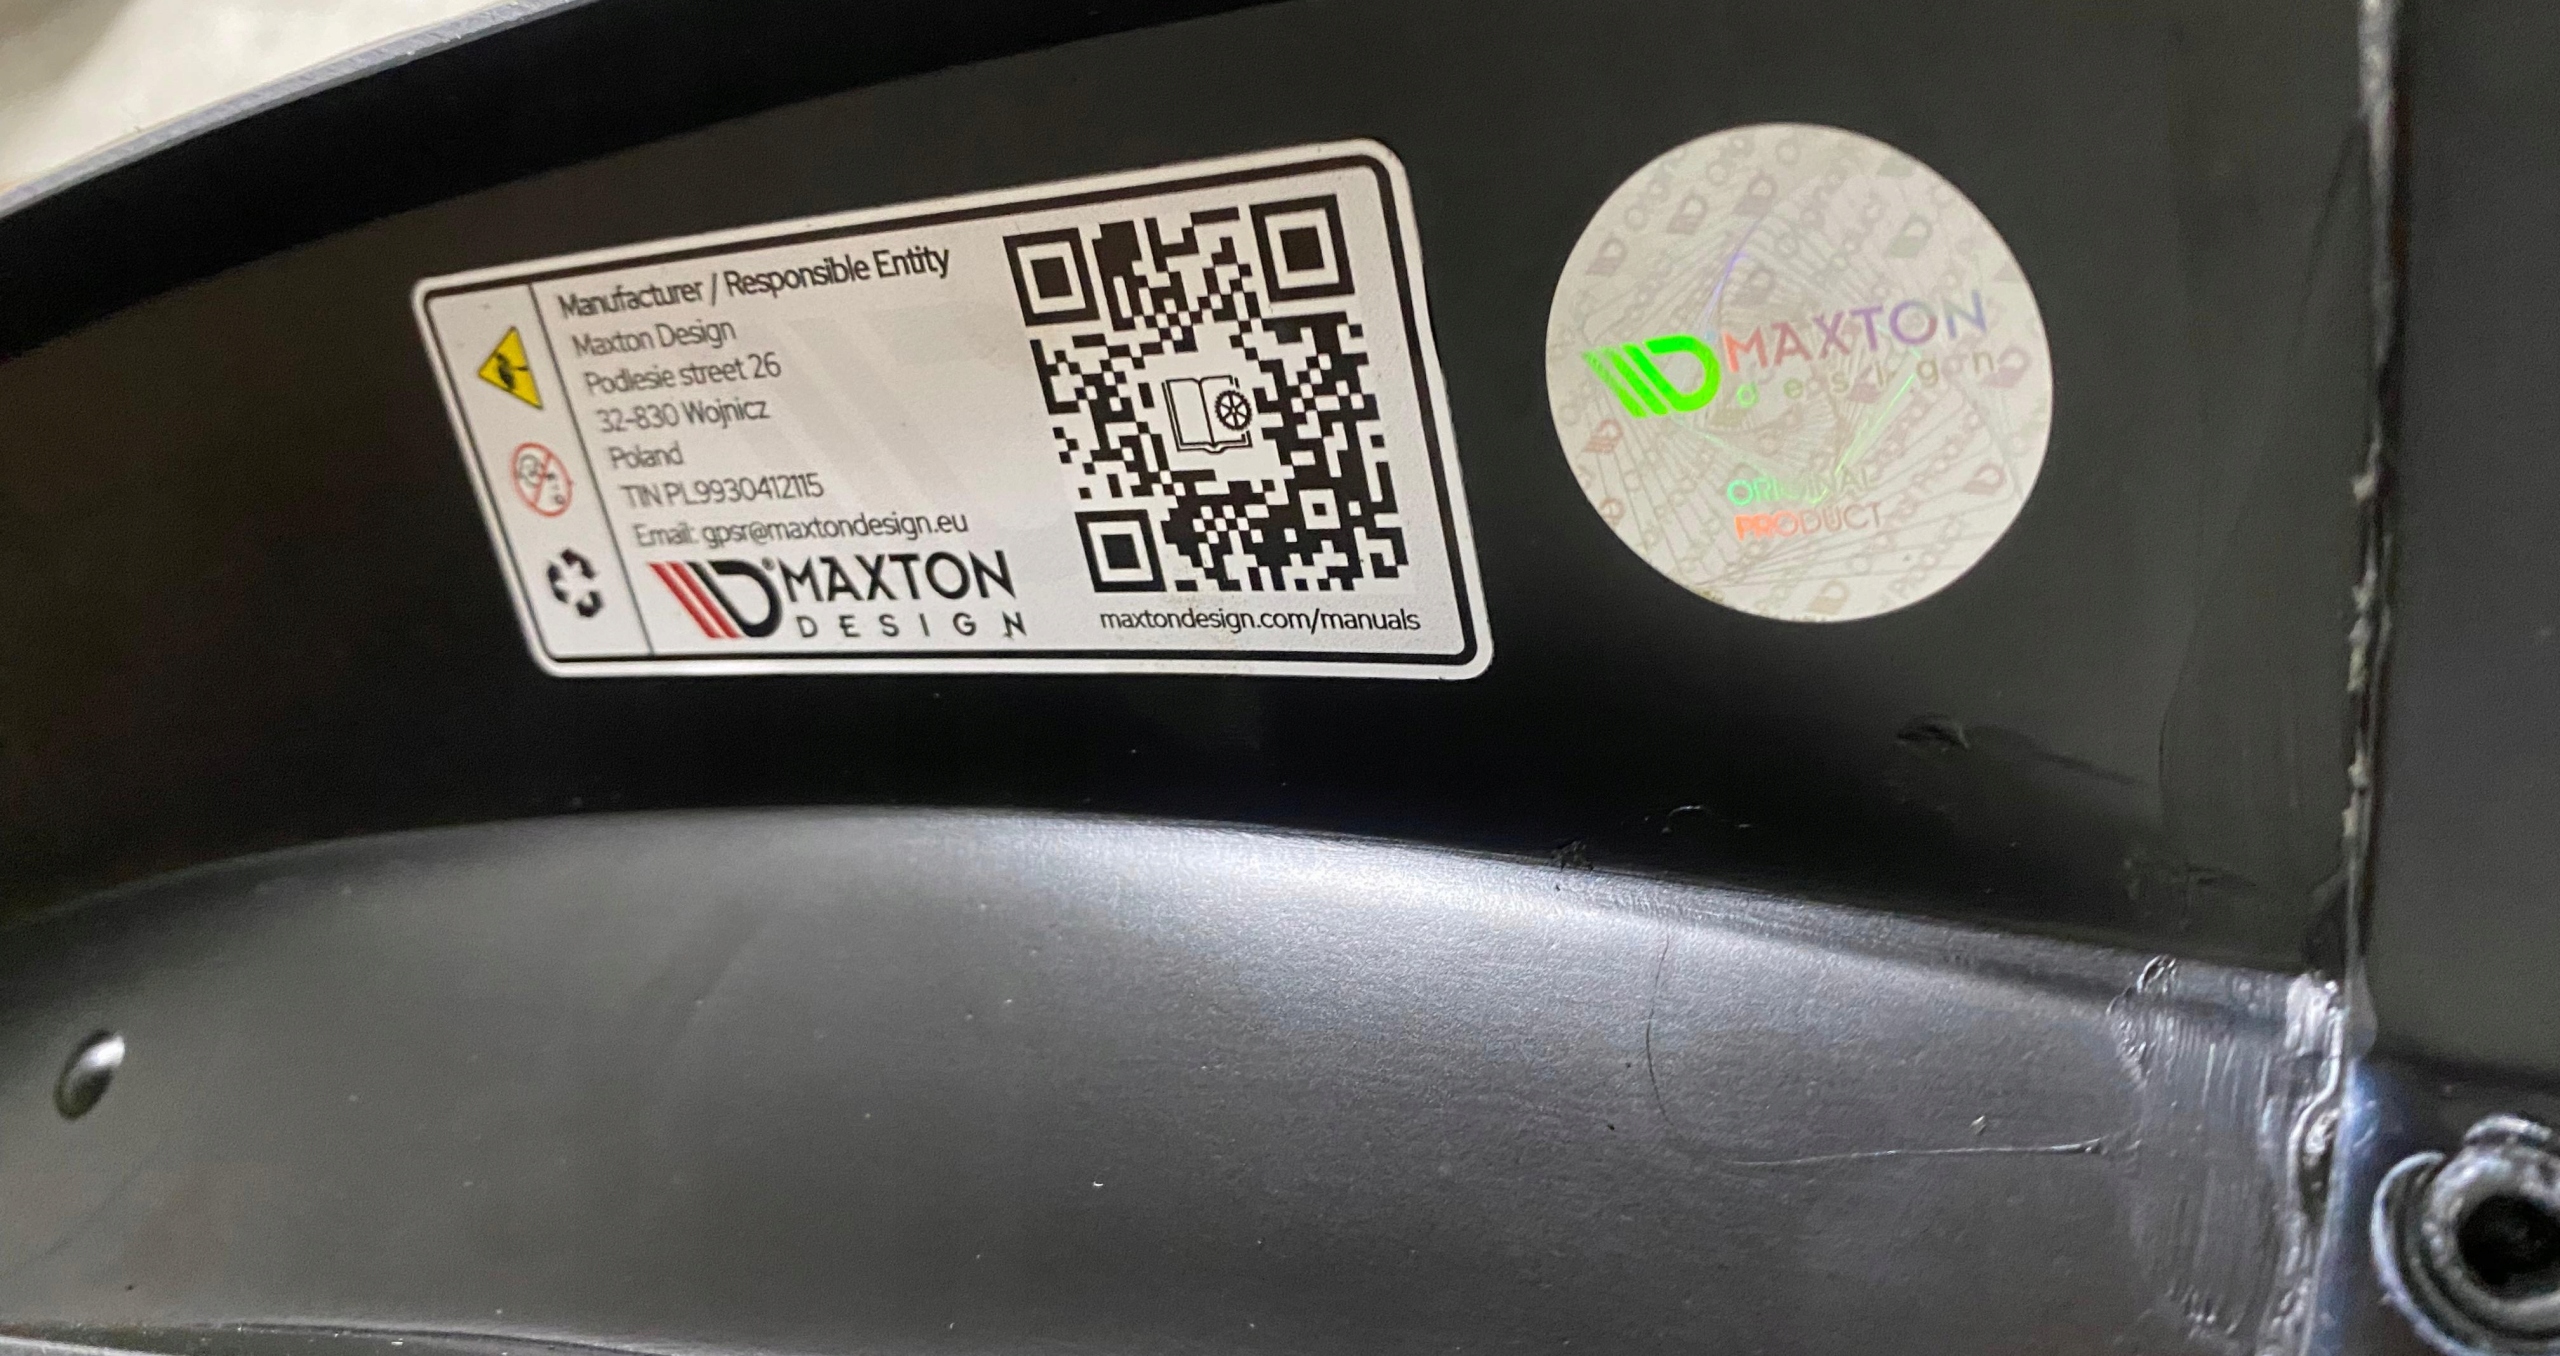 Manufacturer / Responsible Entity
Maxton Design
Podlesie street 26
32-830 Wojnicz
Poland
TIN PL9930412115
Email: gpsr@maxtondesign.eu
MAXTON
DESIGN
maxtondesign.com/manuals
MAXTON
design
ORIGINAL
PRODUCT